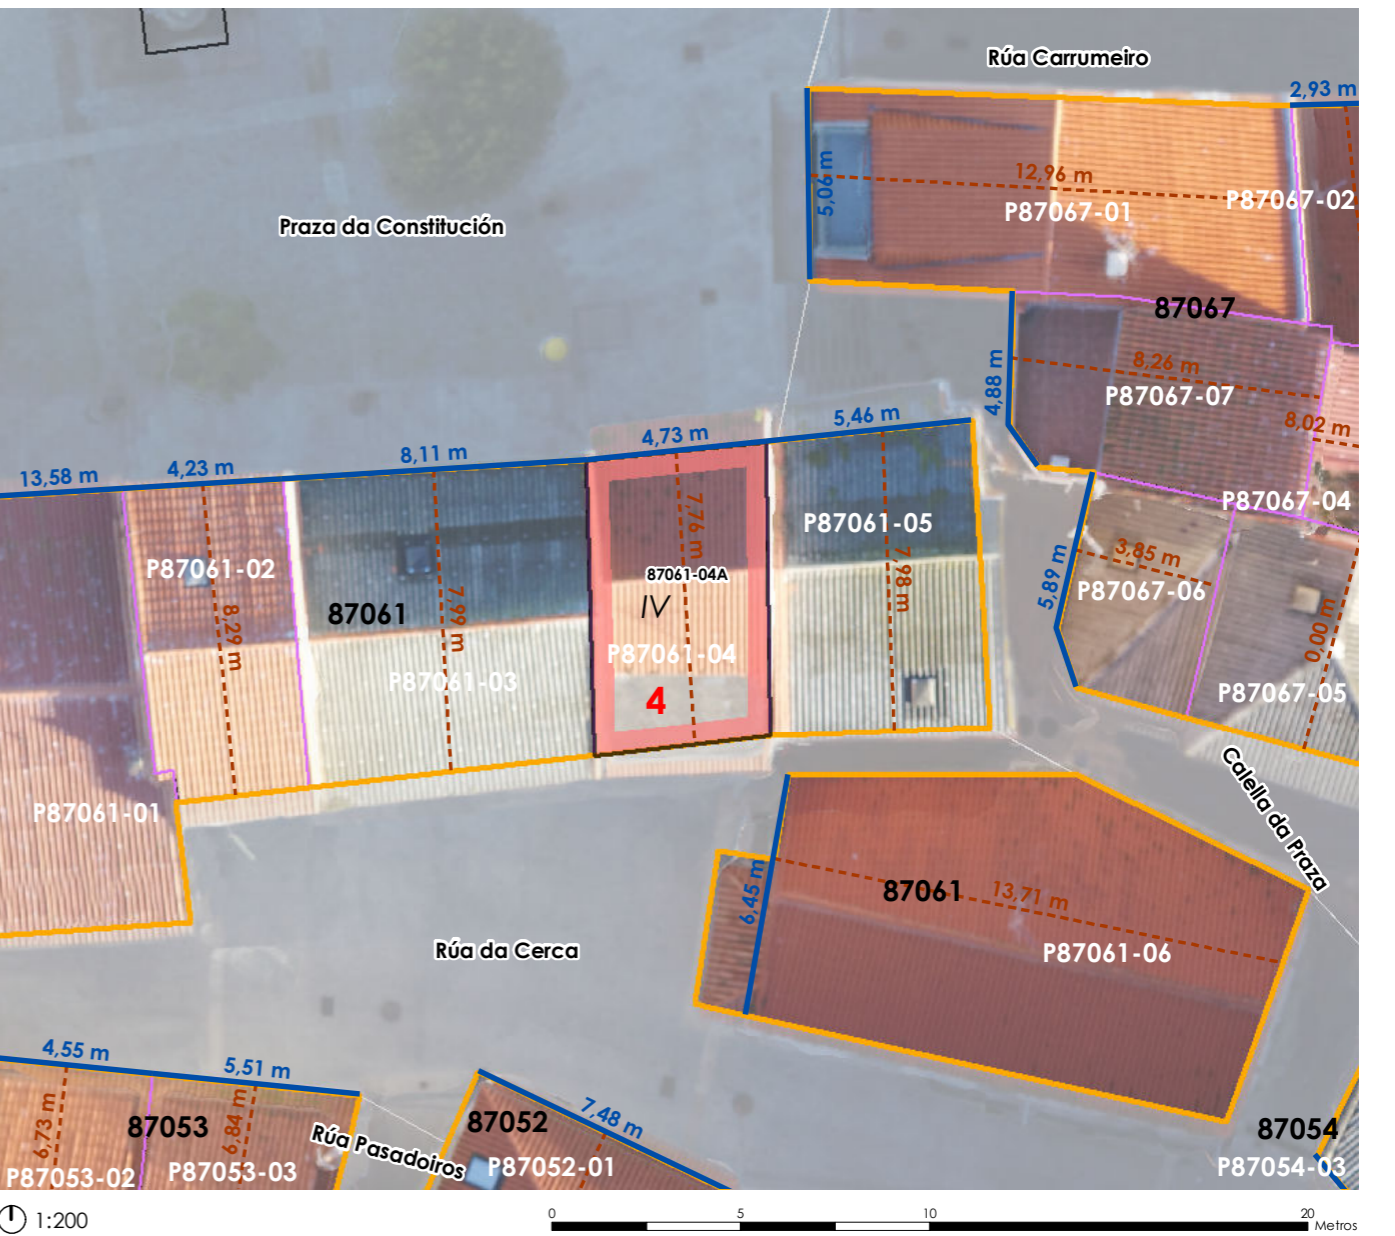 Rúa Carrumeiro
2,93 m
5,06 m
12,96 m
P87067-01
P87067-02
Praza da Constitución
87067
4,88 m
8,26 m
P87067-07
8,02 m
13,58 m
4,23 m
8,11 m
4,73 m
5,46 m
P87067-04
7,76 m
P87061-05
7,98 m
3,85 m
5,89 m
P87067-06
P87061-02
87061-04A
IV
87061
8,29 m
7,99 m
0,00 m
P87061-04
P87061-03
4
P87067-05
P87061-01
Calella da Praza
6,45 m
87061
13,71 m
P87061-06
Rúa da Cerca
4,55 m
5,51 m
7,48 m
6,73 m
87053
6,84 m
87052
87054
Rúa Pasadoiros
P87053-02
P87053-03
P87052-01
P87054-03
1:200
0 5 10 20
Metros